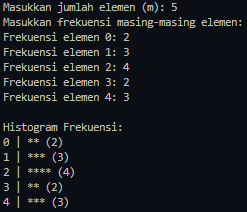 Masukkan jumlah elemen (m): 5
Masukkan frekuensi masing-masing elemen:
Frekuensi elemen 0: 2
Frekuensi elemen 1: 3
Frekuensi elemen 2: 4
Frekuensi elemen 3: 2
Frekuensi elemen 4: 3
Histogram Frekuensi:
0 | ** (2)
1 | *** (3)
2 | **** (4)
3 | ** (2)
4 | *** (3)